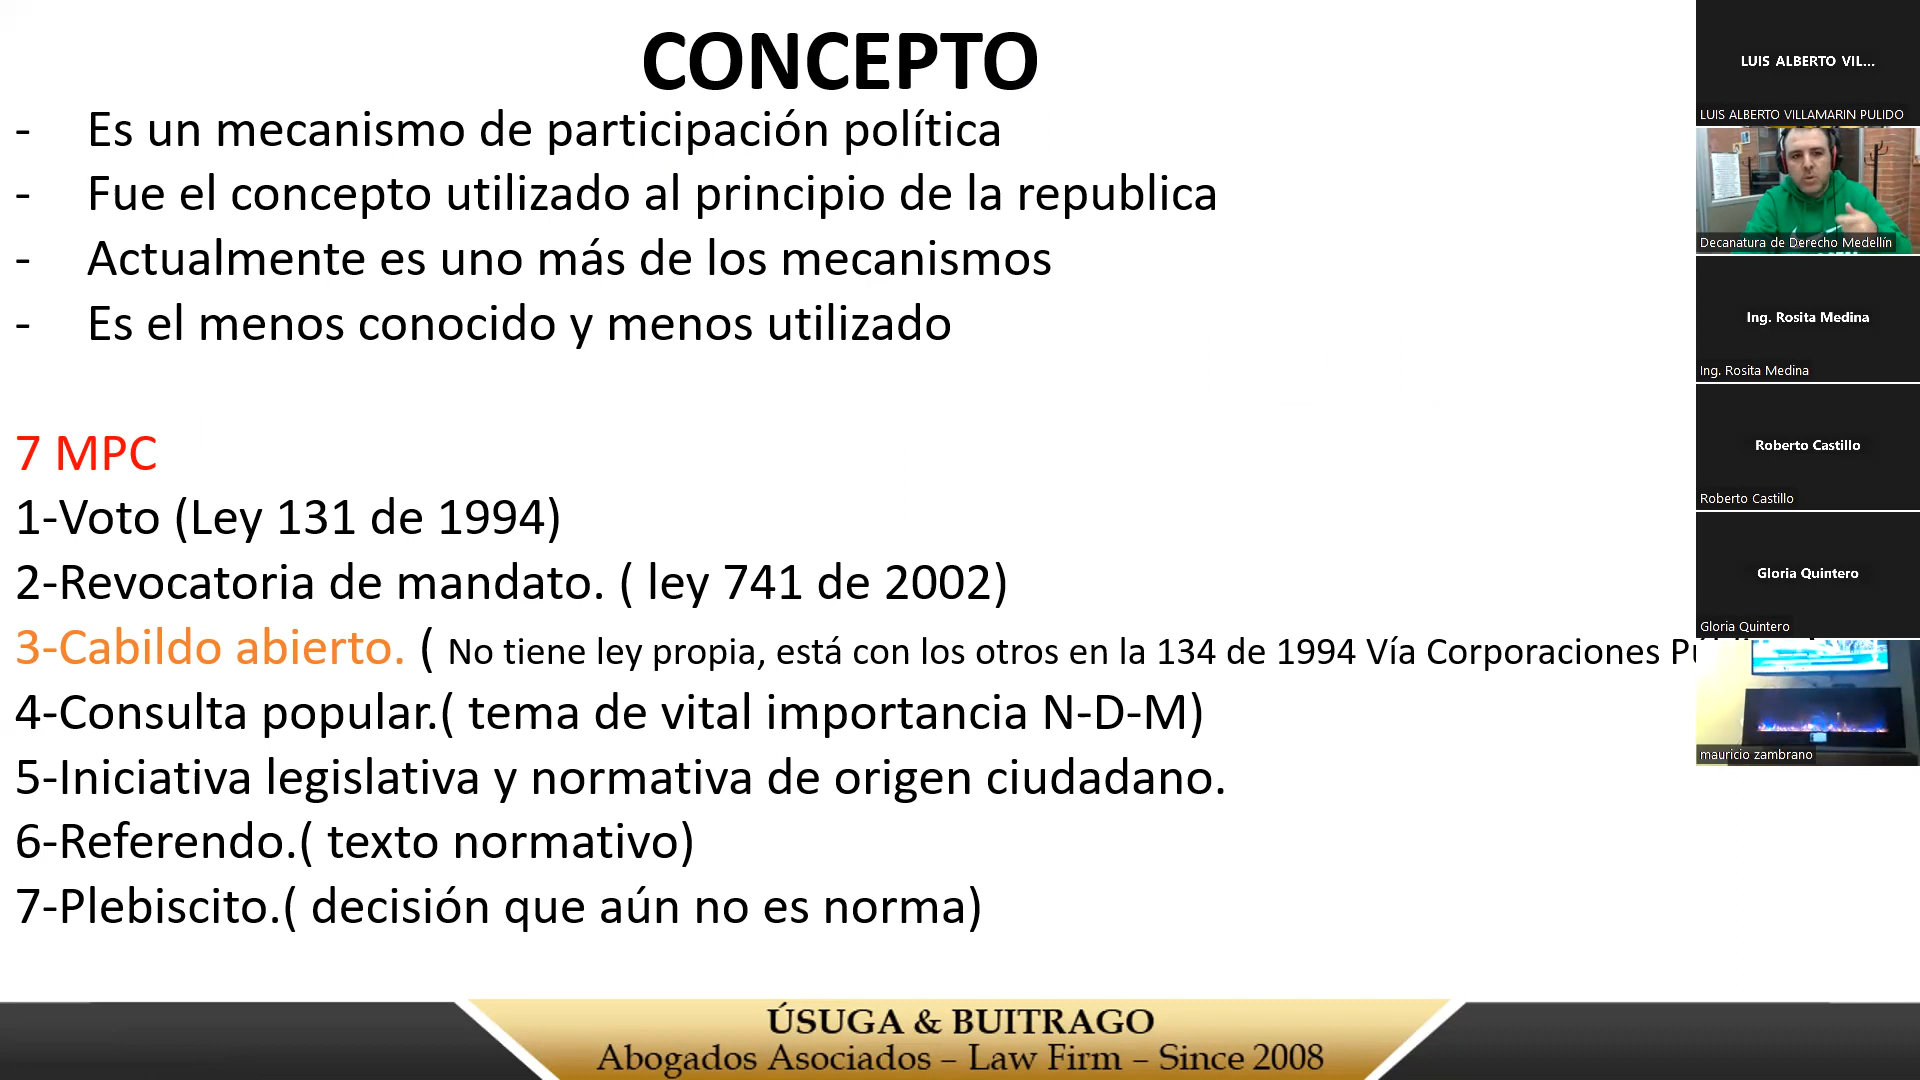 CONCEPTO
- Es un mecanismo de participación política
- Fue el concepto utilizado al principio de la republica
- Actualmente es uno más de los mecanismos
- Es el menos conocido y menos utilizado
7 MPC
1-Voto (Ley 131 de 1994)
2-Revocatoria de mandato. ( ley 741 de 2002)
3-Cabildo abierto. ( No tiene ley propia, está con los otros en la 134 de 1994 Vía Corporaciones
4-Consulta popular.( tema de vital importancia N-D-M)
5-Iniciativa legislativa y normativa de origen ciudadano.
6-Referendo.( texto normativo)
7-Plebiscito.( decisión que aún no es norma)
ÚSUGA & BUITRAGO
Abogados Asociados – Law Firm – Since 2008
LUIS ALBERTO VIL...
LUIS ALBERTO VILLAMARIN PULIDO
Decanatura de Derecho Medellín
Ing. Rosita Medina
Ing. Rosita Medina
Roberto Castillo
Roberto Castillo
Gloria Quintero
Gloria Quintero
mauricio zambrano